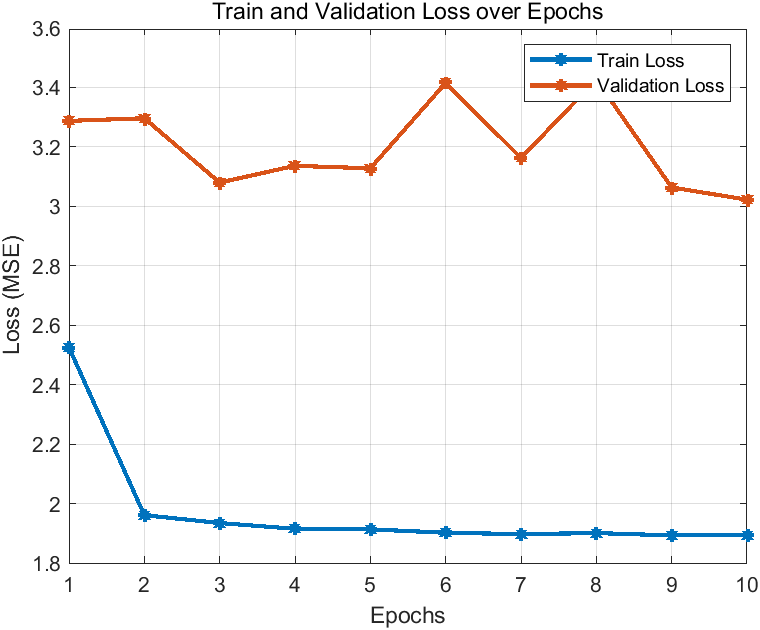 Train and Validation Loss over Epochs
Train Loss
Validation Loss
Loss (MSE)
3.6
3.4
3.2
3
2.8
2.6
2.4
2.2
2
1.8
1 2 3 4 5 6 7 8 9 10
Epochs